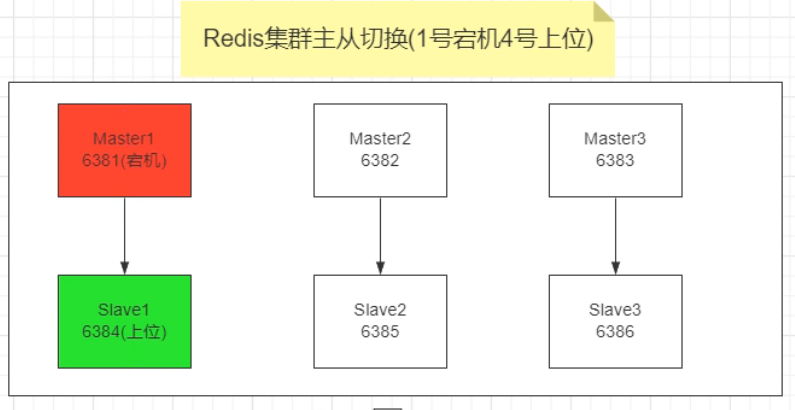 Redis集群主从切换(1号宕机4号上位)
Master1
6381(宕机)
Master2
6382
Master3
6383
Slave1
6384(上位)
Slave2
6385
Slave3
6386